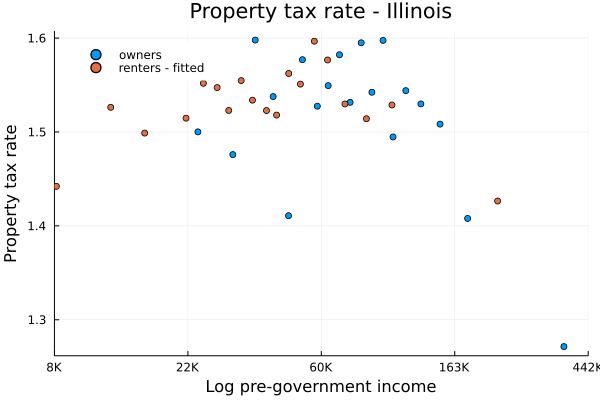 Property tax rate - Illinois
owners
renters - fitted
Property tax rate
1.6
1.5
1.4
1.3
8K 22K 60K 163K 442K
Log pre-government income